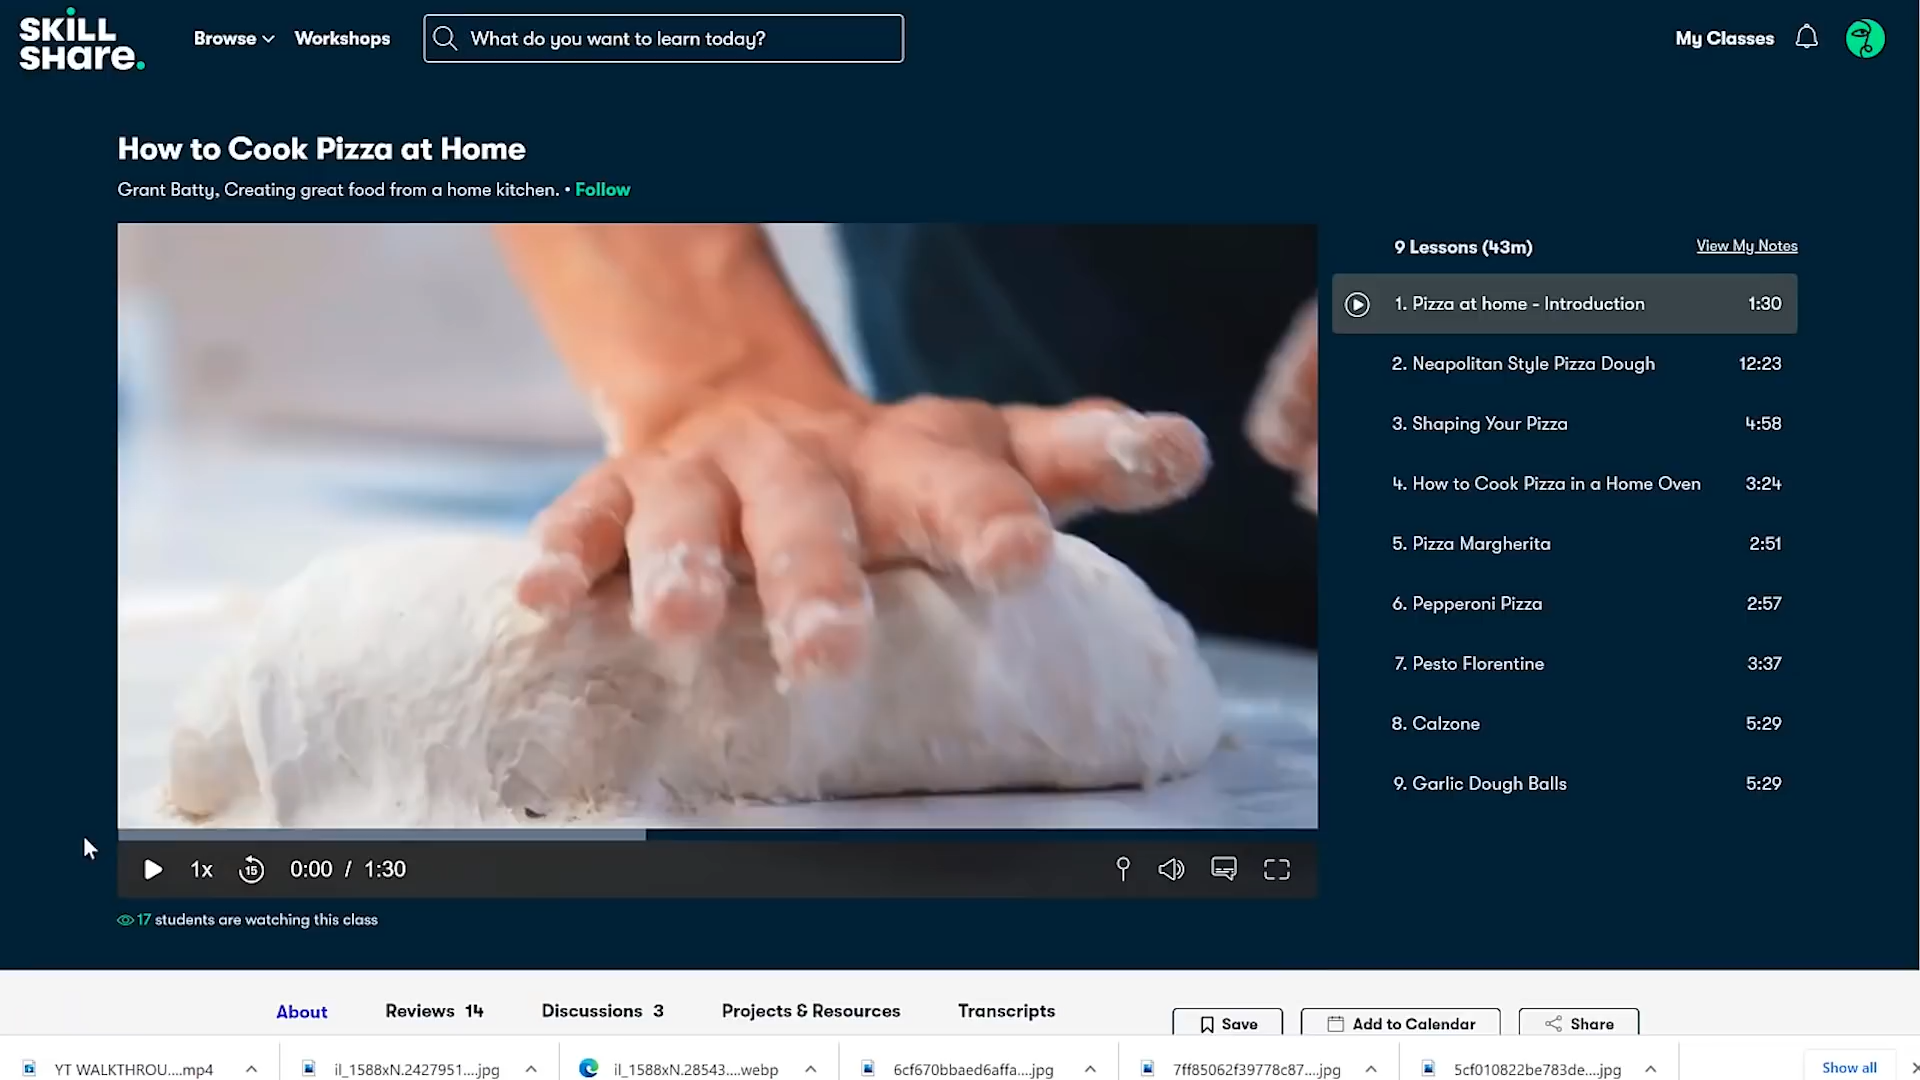 SKILL
SHare.
Browse
Workshops
What do you want to learn today?
My Classes
How to Cook Pizza at Home
Grant Batty, Creating great food from a home kitchen. • Follow
9 Lessons (43m)
View My Notes
1. Pizza at home - Introduction 1:30
2. Neapolitan Style Pizza Dough 12:23
3. Shaping Your Pizza 4:58
4. How to Cook Pizza in a Home Oven 3:24
5. Pizza Margherita 2:51
6. Pepperoni Pizza 2:57
7. Pesto Florentine 3:37
8. Calzone 5:29
9. Garlic Dough Balls 5:29
1x 15 0:00 / 1:30
17 students are watching this class
About
Reviews 14
Discussions 3
Projects & Resources
Transcripts
Save
Add to Calendar
Share
YT WALKTHROU....mp4
il_1588xN.2427951....jpg
il_1588xN.28543....webp
6cf670bbaed6affa....jpg
7ff85062f39778c87....jpg
5cf010822be783de....jpg
Show all